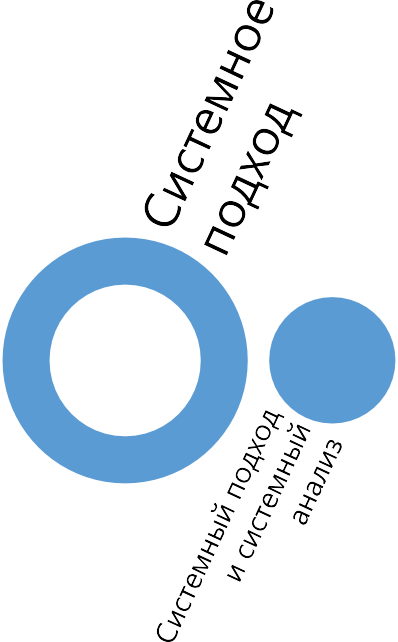 Системное
подход
Системный подход
и системный
анализ